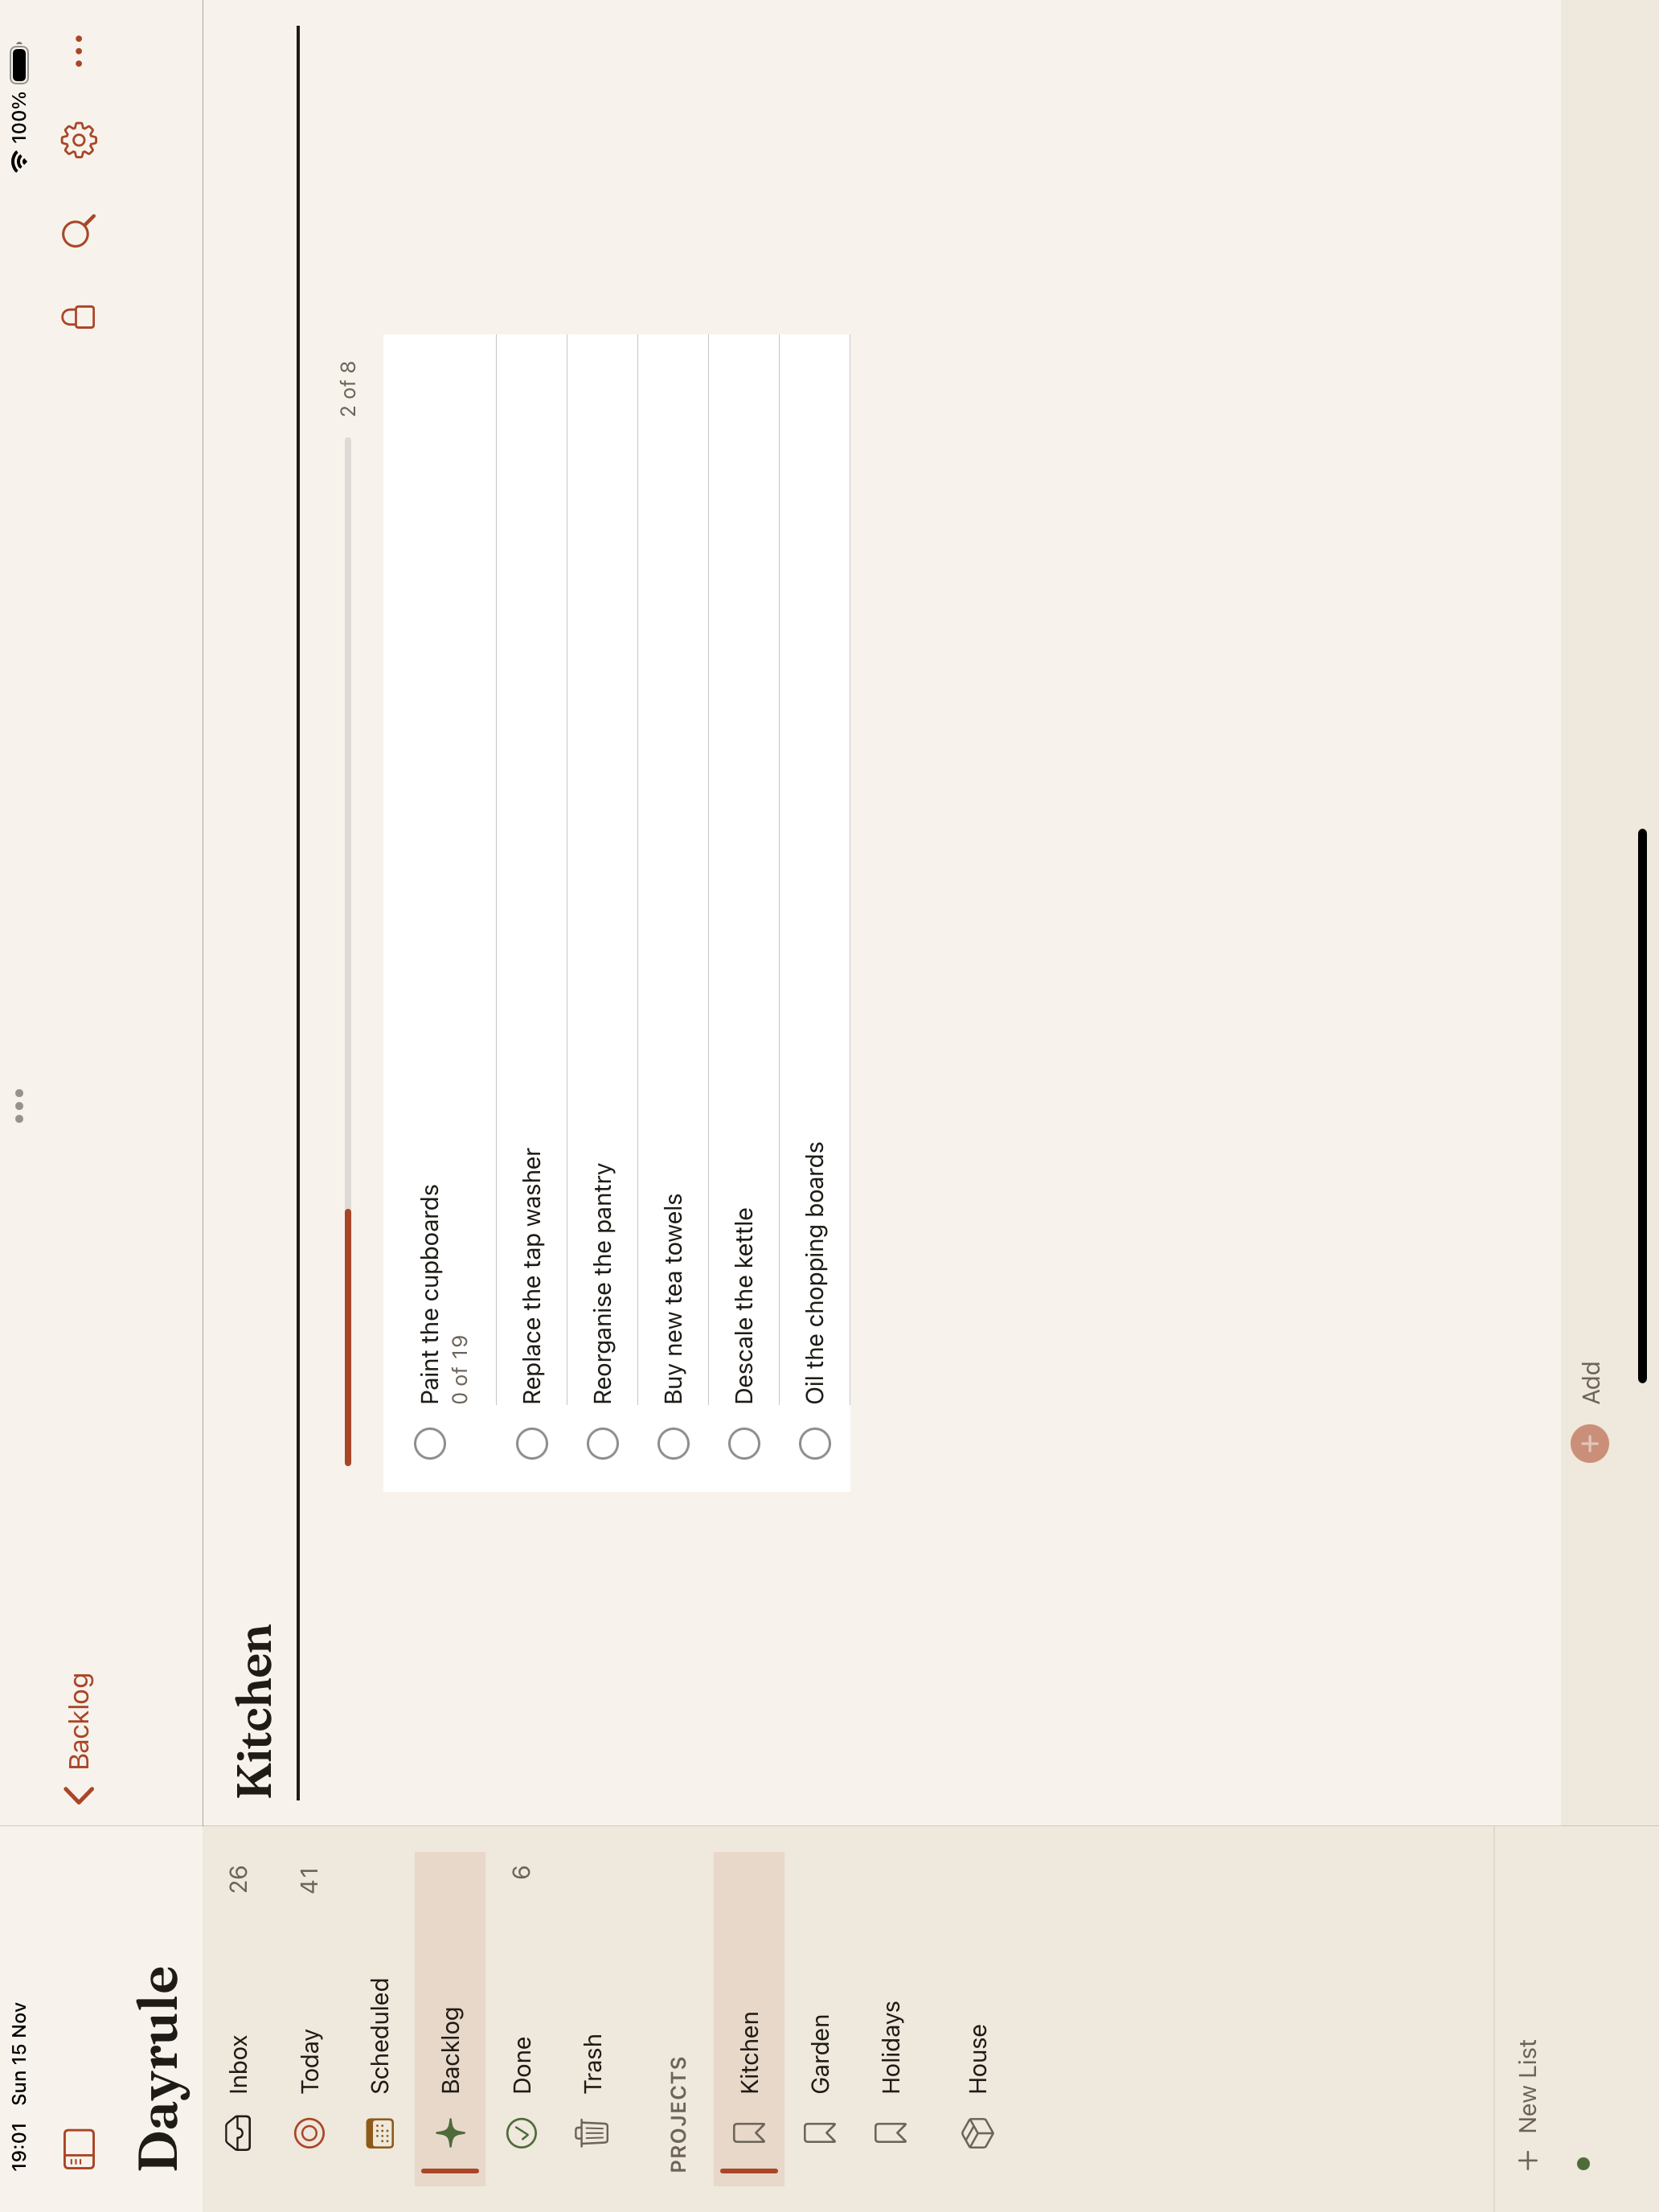 19:01 Sun 15 Nov
100%
Dayrule
Inbox 26
Today 41
Scheduled
Backlog
Done 6
Trash
PROJECTS
Kitchen
Garden
Holidays
House
+ New List
Backlog
Kitchen
2 of 8
Paint the cupboards
0 of 19
Replace the tap washer
Reorganise the pantry
Buy new tea towels
Descale the kettle
Oil the chopping boards
Add